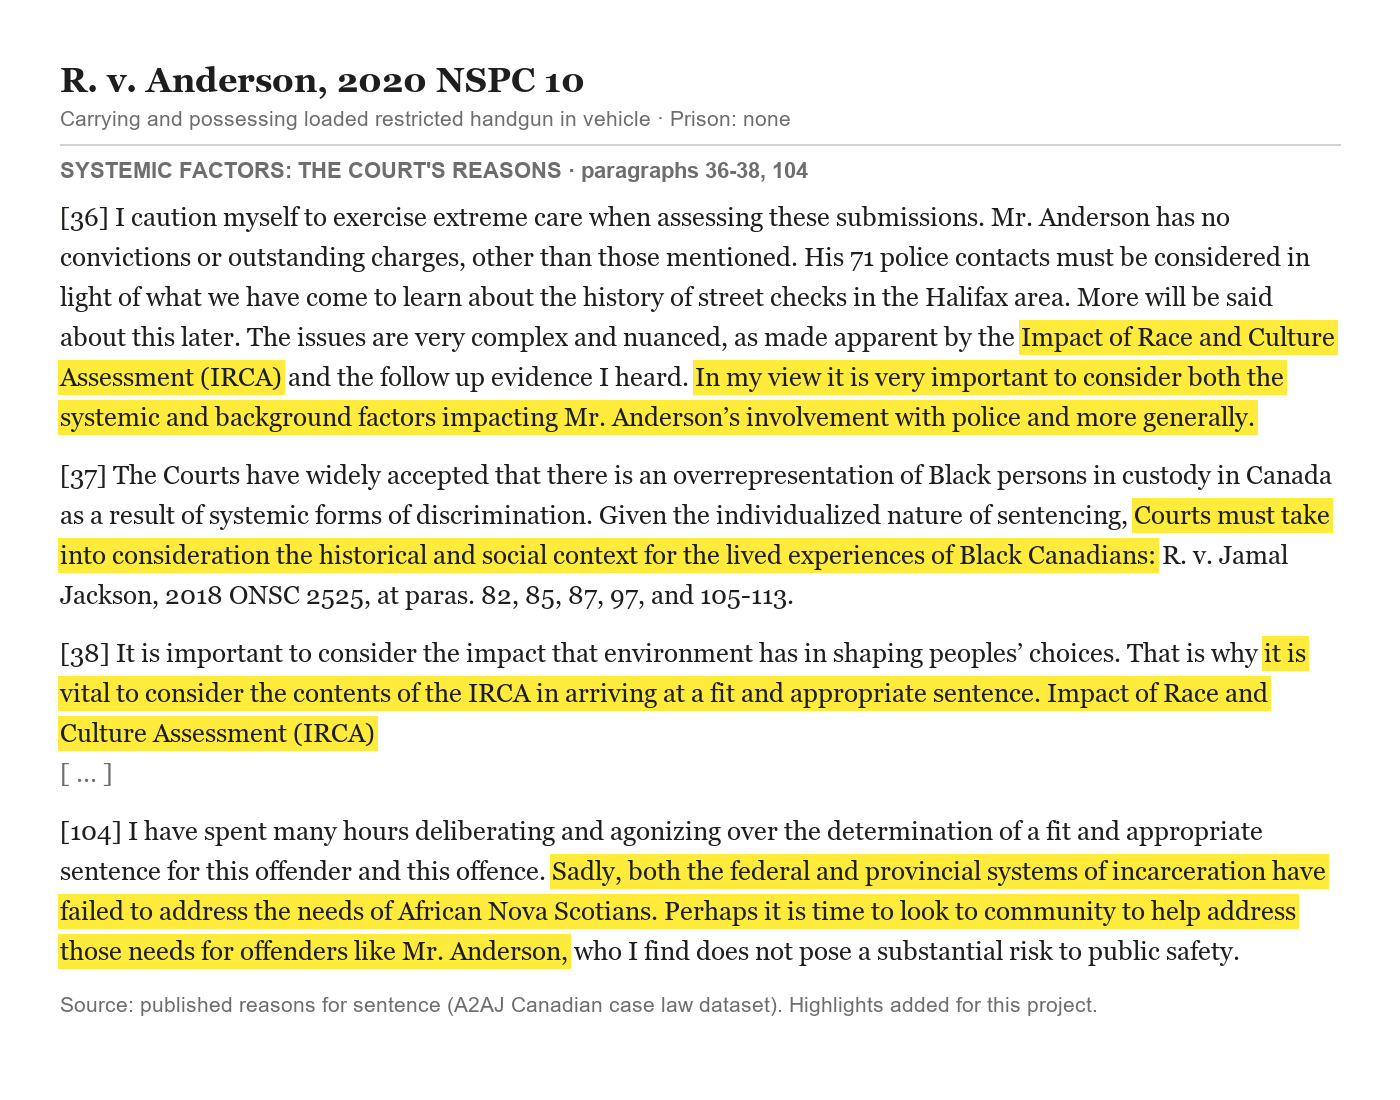 R. v. Anderson, 2020 NSPC 10
Carrying and possessing loaded restricted handgun in vehicle · Prison: none
SYSTEMIC FACTORS: THE COURT'S REASONS · paragraphs 36-38, 104
[36] I caution myself to exercise extreme care when assessing these submissions. Mr. Anderson has no
convictions or outstanding charges, other than those mentioned. His 71 police contacts must be considered in
light of what we have come to learn about the history of street checks in the Halifax area. More will be said
about this later. The issues are very complex and nuanced, as made apparent by the Impact of Race and Culture
Assessment (IRCA) and the follow up evidence I heard. In my view it is very important to consider both the
systemic and background factors impacting Mr. Anderson’s involvement with police and more generally.
[37] The Courts have widely accepted that there is an overrepresentation of Black persons in custody in Canada
as a result of systemic forms of discrimination. Given the individualized nature of sentencing, Courts must take
into consideration the historical and social context for the lived experiences of Black Canadians: R. v. Jamal
Jackson, 2018 ONSC 2525, at paras. 82, 85, 87, 97, and 105-113.
[38] It is important to consider the impact that environment has in shaping peoples’ choices. That is why it is
vital to consider the contents of the IRCA in arriving at a fit and appropriate sentence. Impact of Race and
Culture Assessment (IRCA)
[ ... ]
[104] I have spent many hours deliberating and agonizing over the determination of a fit and appropriate
sentence for this offender and this offence. Sadly, both the federal and provincial systems of incarceration have
failed to address the needs of African Nova Scotians. Perhaps it is time to look to community to help address
those needs for offenders like Mr. Anderson, who I find does not pose a substantial risk to public safety.
Source: published reasons for sentence (A2AJ Canadian case law dataset). Highlights added for this project.